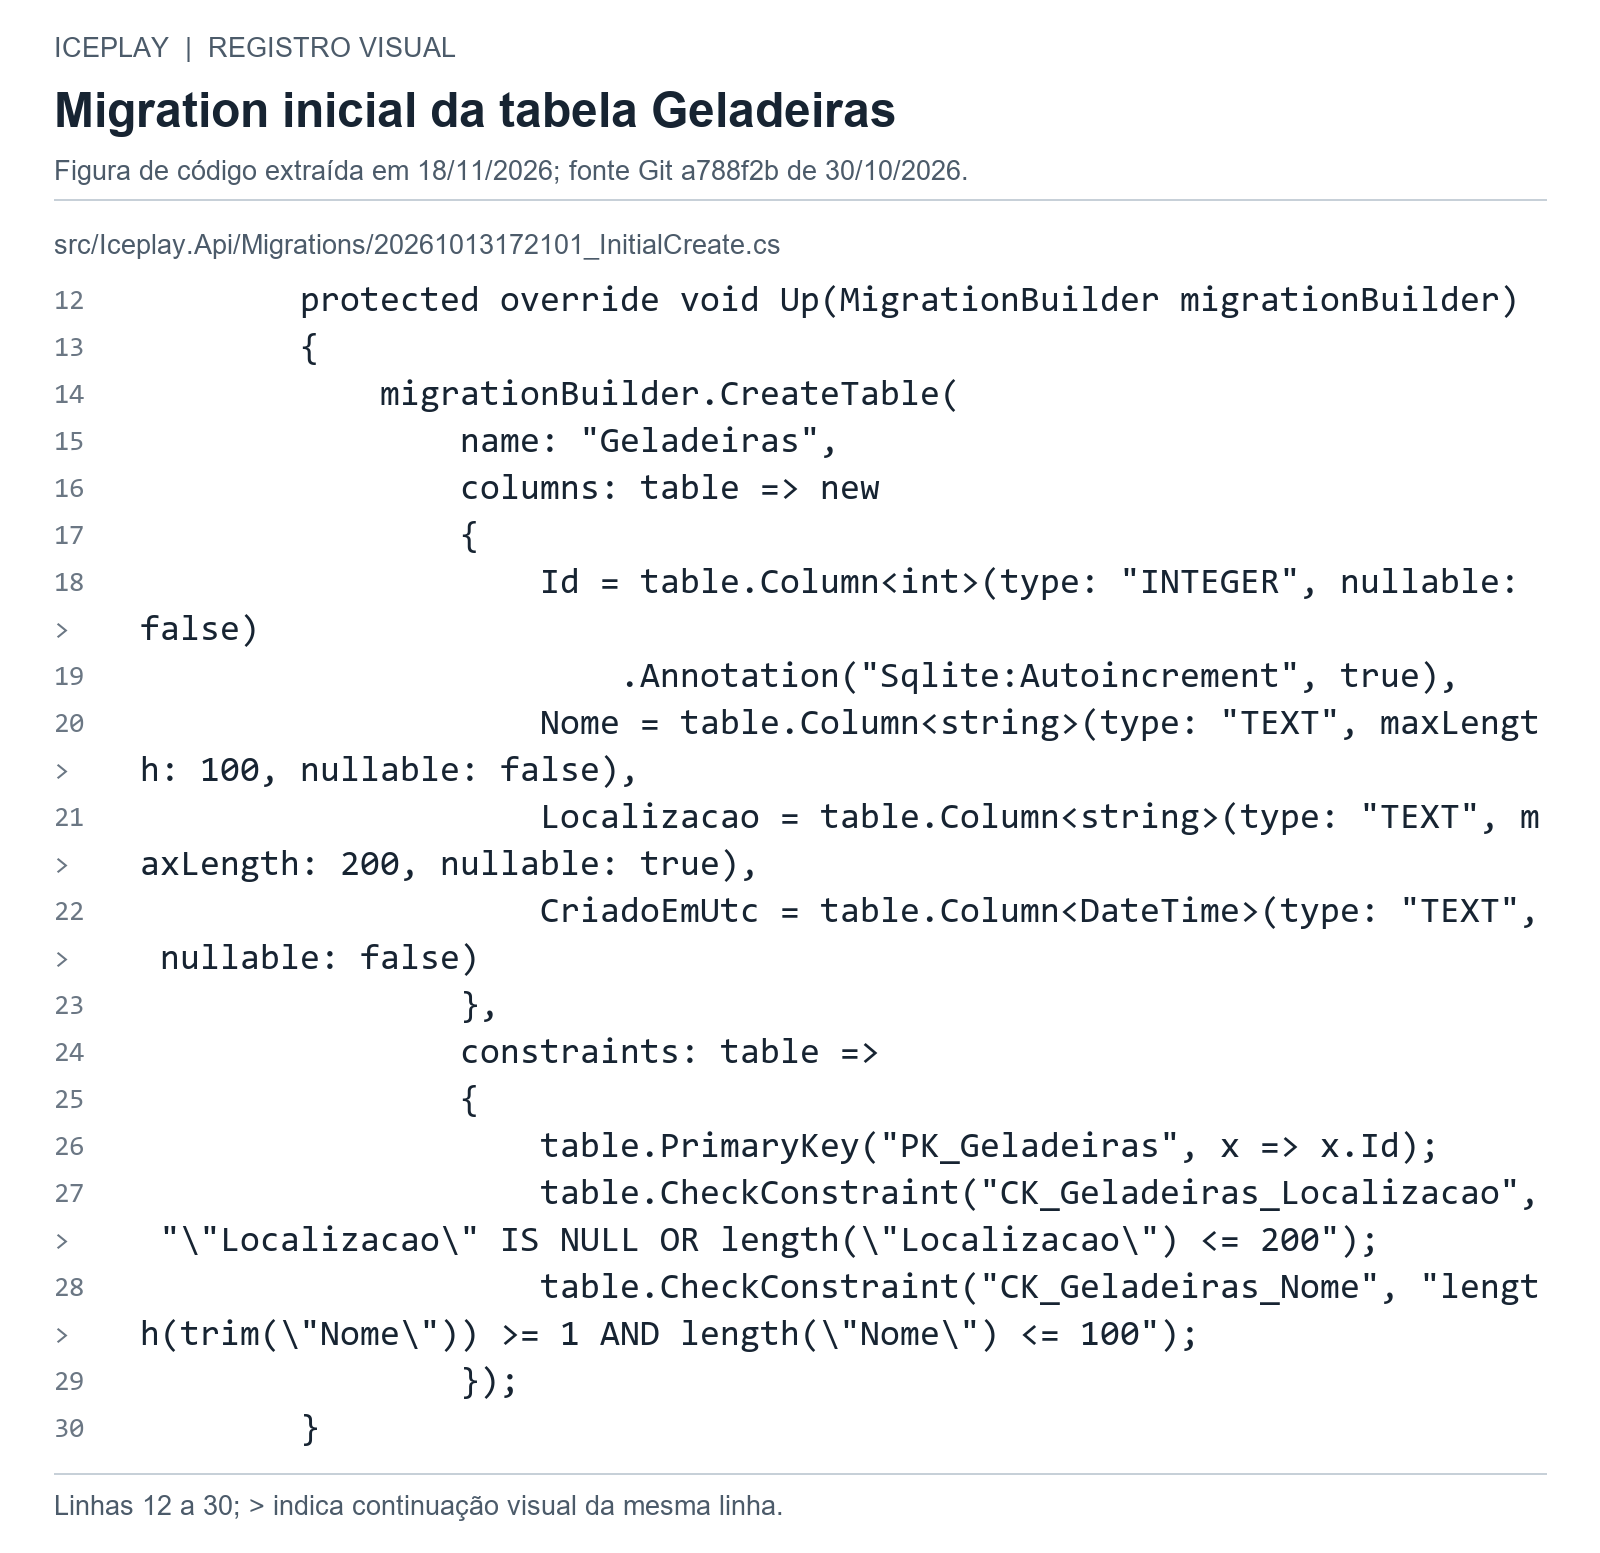 ICEPLAY | REGISTRO VISUAL
Migration inicial da tabela Geladeiras
Figura de código extraída em 18/11/2026; fonte Git a788f2b de 30/10/2026.
src/Iceplay.Api/Migrations/20261013172101_InitialCreate.cs
12         protected override void Up(MigrationBuilder migrationBuilder)
13         {
14             migrationBuilder.CreateTable(
15                 name: "Geladeiras",
16                 columns: table => new
17                 {
18                     Id = table.Column<int>(type: "INTEGER", nullable:
> false)
19                         .Annotation("Sqlite:Autoincrement", true),
20                     Nome = table.Column<string>(type: "TEXT", maxLengt
> h: 100, nullable: false),
21                     Localizacao = table.Column<string>(type: "TEXT", m
> axLength: 200, nullable: true),
22                     CriadoEmUtc = table.Column<DateTime>(type: "TEXT",
>  nullable: false)
23                 },
24                 constraints: table =>
25                 {
26                     table.PrimaryKey("PK_Geladeiras", x => x.Id);
27                     table.CheckConstraint("CK_Geladeiras_Localizacao",
>  "\"Localizacao\" IS NULL OR length(\"Localizacao\") <= 200");
28                     table.CheckConstraint("CK_Geladeiras_Nome", "lengt
> h(trim(\"Nome\")) >= 1 AND length(\"Nome\") <= 100");
29                 });
30         }
Linhas 12 a 30; > indica continuação visual da mesma linha.